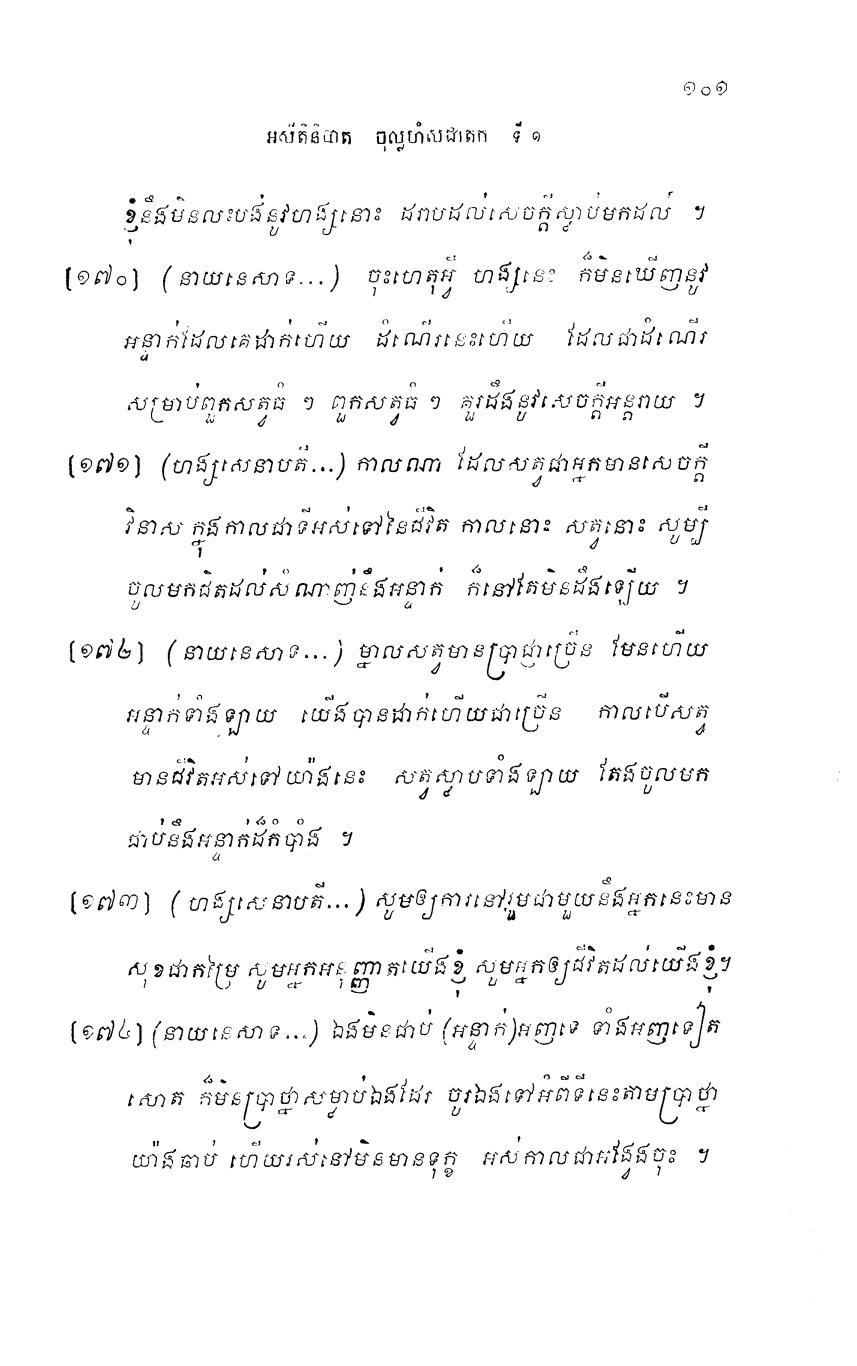 ១០១
អសីតិនិបាត ចុល្លហំសជាតក ទី ១
ខ្ញុំនឹងមិនលះបង់នូវហង្សនោះ ដរាបដល់សេចក្តីស្លាប់មកដល់ ។
[១៧០] (នាយនេសាទ...) ចុះហេតុអ្វី ហង្សនេះ ក៏មិនឃើញនូវ
អន្ទាក់ដែលគេដាក់ហើយ ដំណើរនេះហើយ ដែលជាដំណើរ
សម្រាប់ពួកសត្វធំ ៗ ពួកសត្វធំ ៗ គួរដឹងនូវសេចក្តីអន្តរាយ ។
[១៧១] (ហង្សសេនាបតី...) កាលណា ដែលសត្វជាអ្នកមានសេចក្តី
វិនាស ក្នុងកាលជាទីអស់ទៅនៃជីវិត កាលនោះ សត្វនោះ សូម្បី
ចូលមកជិតដល់សំណាញ់នឹងអន្ទាក់ ក៏នៅតែមិនដឹងឡើយ ។
[១៧២] (នាយនេសាទ...) ម្នាលសត្វមានប្រាជ្ញាច្រើន មែនហើយ
អន្ទាក់ទាំងឡាយ យើងបានដាក់ហើយជាច្រើន កាលបើសត្វ
មានជីវិតអស់ទៅយ៉ាងនេះ សត្វស្លាបទាំងឡាយ តែងចូលមក
ជាប់នឹងអន្ទាក់ដ៏កំបាំង ។
[១៧៣] (ហង្សសេនាបតី...) សូមឲ្យការនៅរួមជាមួយនឹងអ្នកនេះមាន
សុខជាកម្រៃ សូមអ្នកអនុញ្ញាតយើងខ្ញុំ សូមអ្នកឲ្យជីវិតដល់យើងខ្ញុំ។
[១៧៤] (នាយនេសាទ...) ឯងមិនជាប់ (អន្ទាក់)អញទេ ទាំងអញទៀត
សោត ក៏មិនប្រាថ្នាសម្លាប់ឯងដែរ ចូរឯងទៅអំពីទីនេះតាមប្រាថ្នា
យ៉ាងឆាប់ ហើយរស់នៅមិនមានទុក្ខ អស់កាលជាអង្វែងចុះ ។